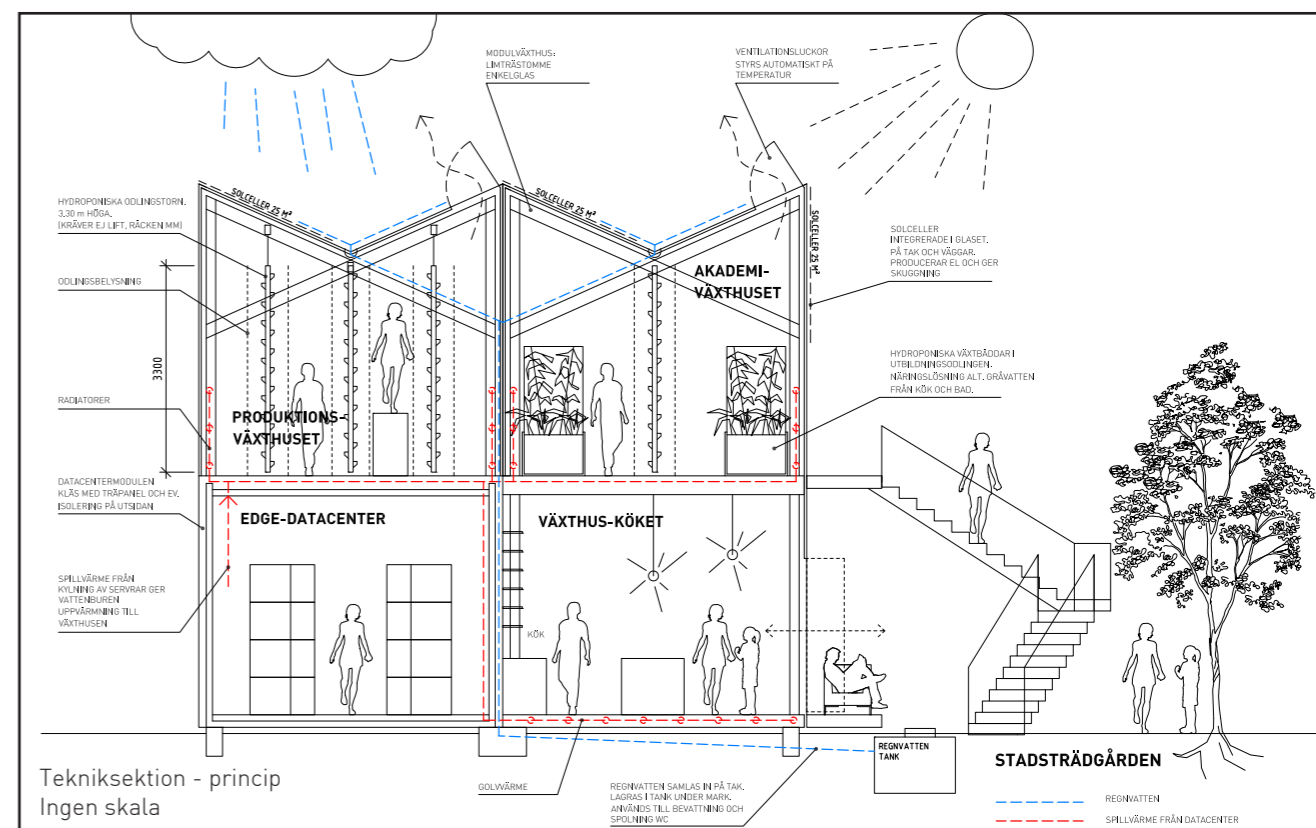 MODULVÄXTHUS:
LIMTRÄSTOMME
ENKELGLAS
VENTILATIONSLUCKOR
STYRS AUTOMATISKT PÅ
TEMPERATUR
HYDROPONISKA ODLINGSTORN.
3,30 m HÖGA.
(KRÄVER EJ LIFT, RÄCKEN MM)
SOLCELLER 25 M²
SOLCELLER 25 M²
SOLCELLER 25 M²
SOLCELLER
INTEGRERADE I GLASET.
PÅ TAK OCH VÄGGAR.
PRODUCERAR EL OCH GER
SKUGGNING
ODLINGSBELYSNING
AKADEMI-
VÄXTHUSET
3300
HYDROPONISKA VÄXTBÄDDAR I
UTBILDNINGSODLINGEN.
NÄRINGSLÖSNING ALT. GRÅVATTEN
FRÅN KÖK OCH BAD.
RADIATORER
PRODUKTIONS-
VÄXTHUSET
DATACENTERMODULEN
KLÄS MED TRÄPANEL OCH EV.
ISOLERING PÅ UTSIDAN
EDGE-DATACENTER
VÄXTHUS-KÖKET
SPILLVÄRME FRÅN
KYLNING AV SERVRAR GER
VATTENBUREN
UPPVÄRMNING TILL
VÄXTHUSEN
KÖK
REGNVATTEN
TANK
STADSTRÄDGÅRDEN
Tekniksektion - princip
Ingen skala
GOLVVÄRME
REGNVATTEN SAMLAS IN PÅ TAK.
LAGRAS I TANK UNDER MARK.
ANVÄNDS TILL BEVATTNING OCH
SPOLNING WC
REGNVATTEN
SPILLVÄRME FRÅN DATACENTER